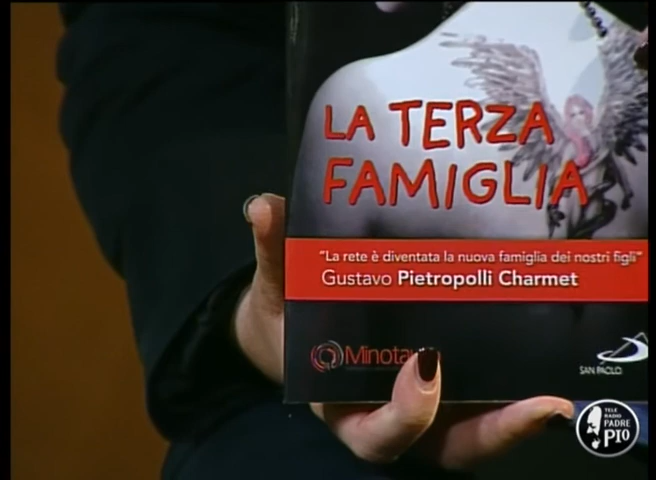 LA TERZA
FAMIGLIA
"La rete è diventata la nuova famiglia dei nostri figli"
Gustavo Pietropolli Charmet
SAN PAOLO
TELE
RADIO
PADRE
PIO